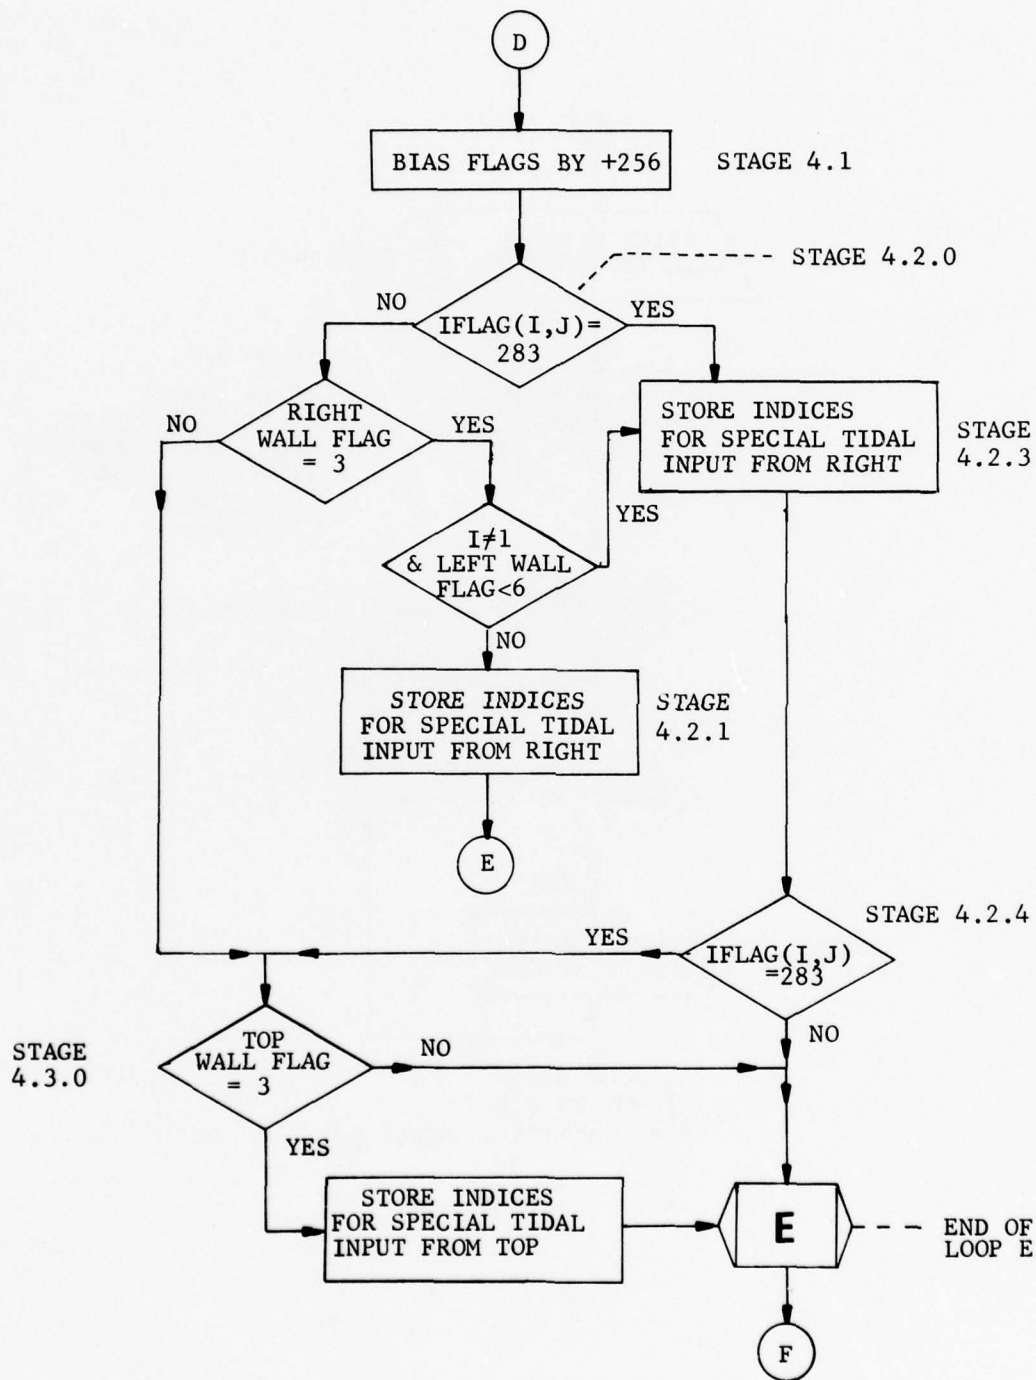 D
BIAS FLAGS BY +256
STAGE 4.1
STAGE 4.2.0
NO
YES
IFLAG(I,J)=
283
NO
RIGHT
WALL FLAG
= 3
YES
STORE INDICES
FOR SPECIAL TIDAL
INPUT FROM RIGHT
STAGE
4.2.3
I≠1
& LEFT WALL
FLAG<6
YES
NO
STORE INDICES
FOR SPECIAL TIDAL
INPUT FROM RIGHT
STAGE
4.2.1
E
STAGE 4.2.4
YES
IFLAG(I,J)
=283
NO
STAGE
4.3.0
TOP
WALL FLAG
= 3
NO
YES
STORE INDICES
FOR SPECIAL TIDAL
INPUT FROM TOP
E
END OF
LOOP E
F